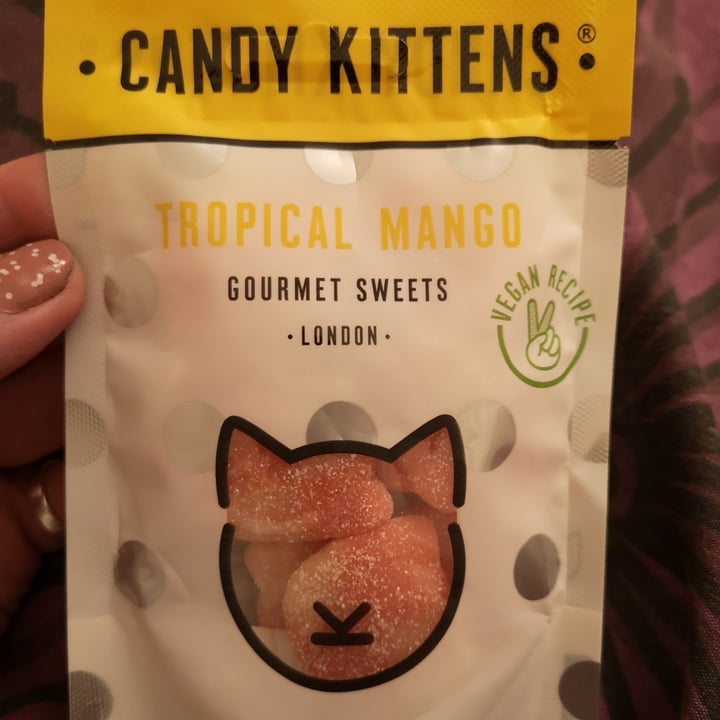 • CANDY KITTENS® •
TROPICAL MANGO
GOURMET SWEETS
• LONDON •
VEGAN RECIPE
K